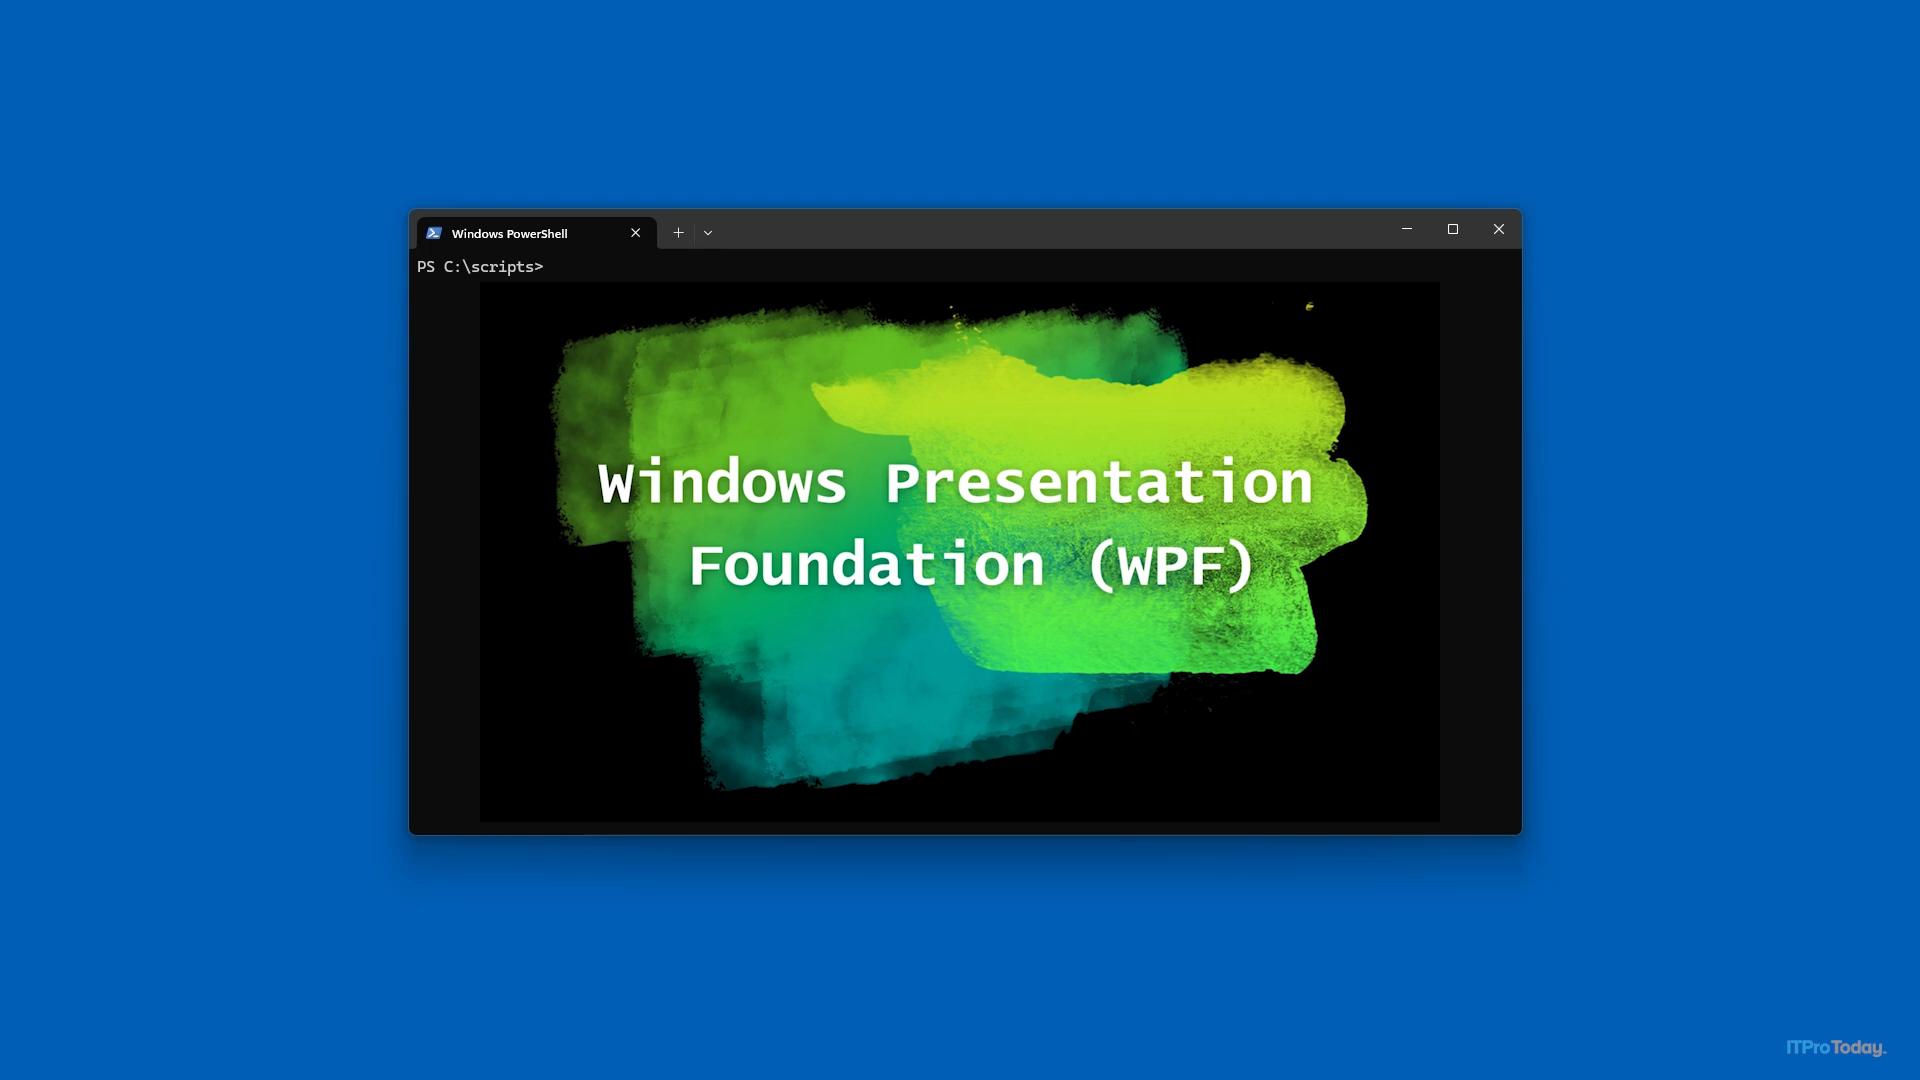 Windows PowerShell
PS C:\scripts>
Windows Presentation
Foundation (WPF)
ITProToday